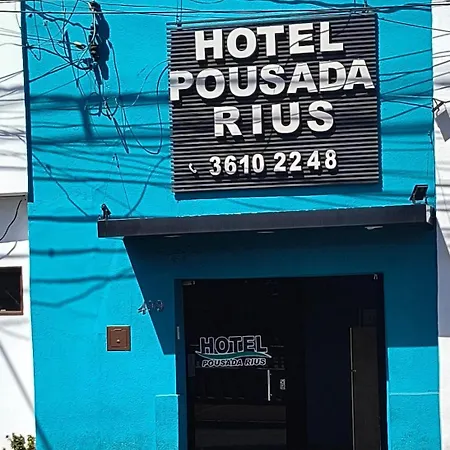 HOTEL
POUSADA
RIUS
3610 2248
HOTEL
POUSADA RIUS